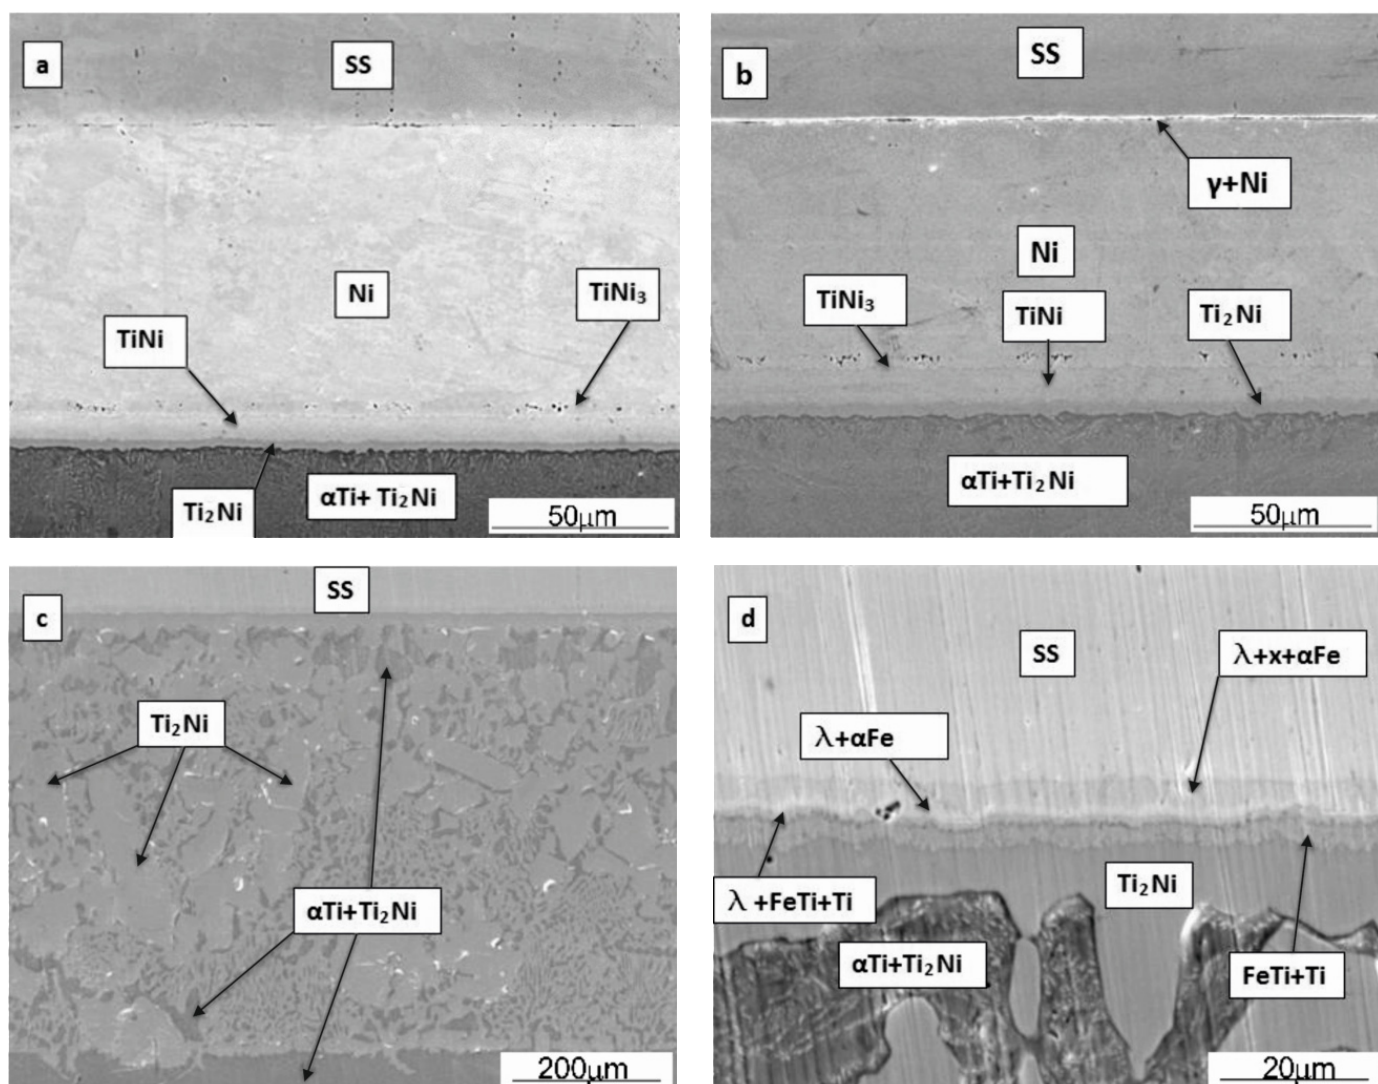 a
SS
Ni
TiNi₃
TiNi
Ti₂Ni
αTi+ Ti₂Ni
50μm
b
SS
γ+Ni
Ni
TiNi₃
TiNi
Ti₂Ni
αTi+Ti₂Ni
50μm
c
SS
Ti₂Ni
αTi+Ti₂Ni
200μm
d
SS
λ+x+αFe
λ+αFe
λ+FeTi+Ti
Ti₂Ni
αTi+Ti₂Ni
FeTi+Ti
20μm